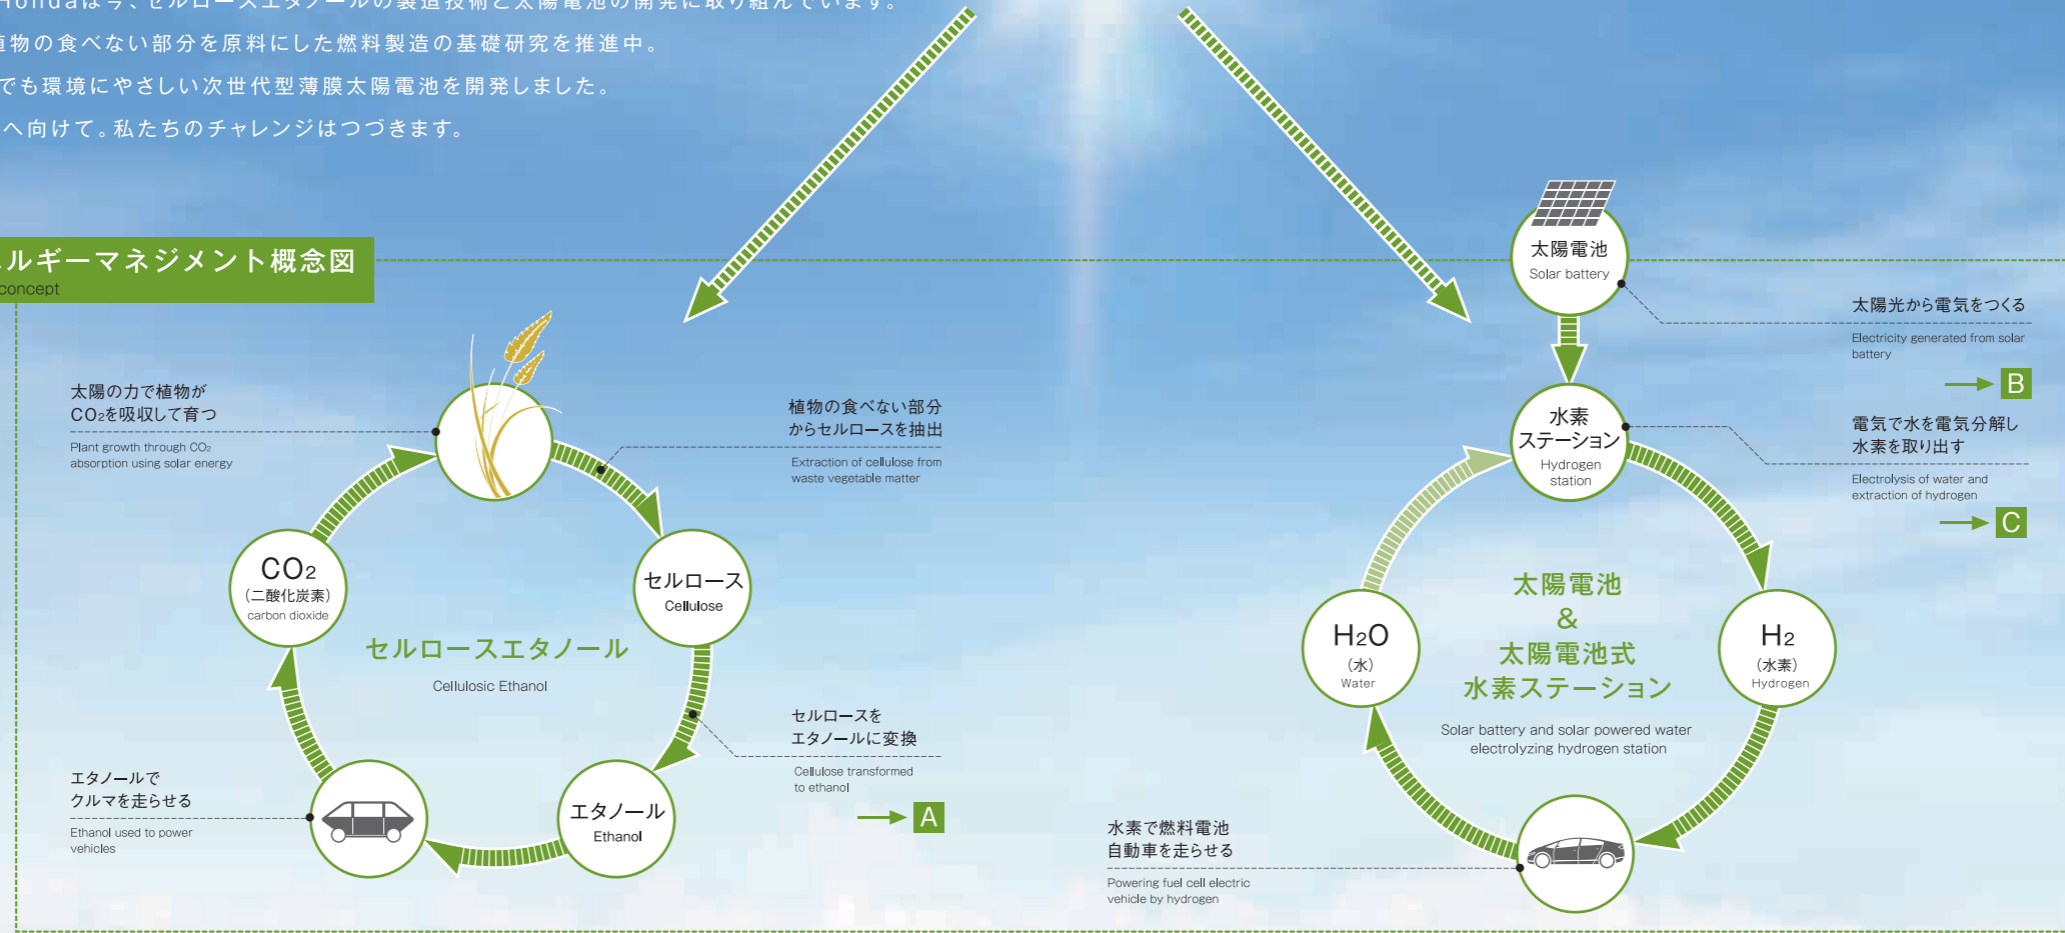 Hondaは今、セルロースエタノールの製造技術と太陽電池の開発に取り組んでいます。
植物の食べない部分を原料にした燃料製造の基礎研究を推進中。
でも環境にやさしい次世代型薄膜太陽電池を開発しました。
へ向けて。私たちのチャレンジはつづきます。
ルギーマネジメント概念図
concept
太陽電池
Solar battery
太陽光から電気をつくる
Electricity generated from solar
battery
B
太陽の力で植物が
CO₂を吸収して育つ
Plant growth through CO₂
absorption using solar energy
植物の食べない部分
からセルロースを抽出
Extraction of cellulose from
waste vegetable matter
水素
ステーション
Hydrogen
station
電気で水を電気分解し
水素を取り出す
Electrolysis of water and
extraction of hydrogen
C
CO₂
(二酸化炭素)
carbon dioxide
セルロース
Cellulose
セルロースエタノール
Cellulosic Ethanol
H₂O
(水)
Water
太陽電池
&
太陽電池式
水素ステーション
Solar battery and solar powered water
electrolyzing hydrogen station
H₂
(水素)
Hydrogen
セルロースを
エタノールに変換
Cellulose transformed
to ethanol
A
エタノールで
クルマを走らせる
Ethanol used to power
vehicles
エタノール
Ethanol
水素で燃料電池
自動車を走らせる
Powering fuel cell electric
vehicle by hydrogen